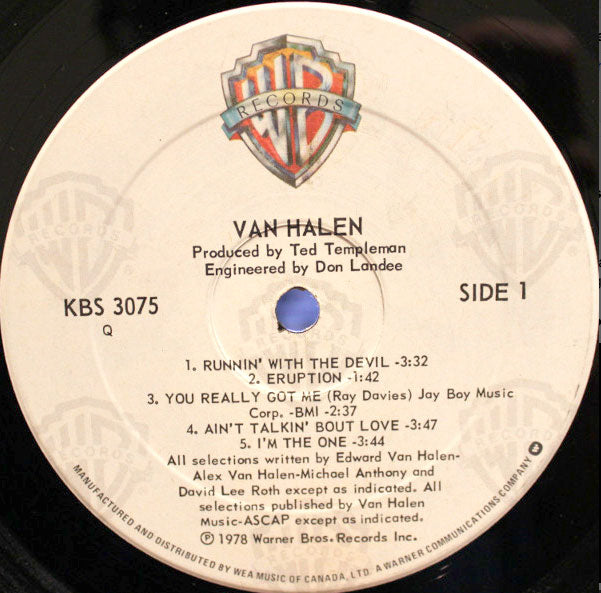 WB
RECORDS
VAN HALEN
Produced by Ted Templeman
Engineered by Don Landee
KBS 3075
Q
SIDE 1
1. RUNNIN' WITH THE DEVIL -3:32
2. ERUPTION -1:42
3. YOU REALLY GOT ME (Ray Davies) Jay Boy Music
Corp. -BMI -2:37
4. AIN'T TALKIN' BOUT LOVE -3:47
5. I'M THE ONE -3:44
All selections written by Edward Van Halen-
Alex Van Halen-Michael Anthony and
David Lee Roth except as indicated. All
selections published by Van Halen
Music-ASCAP except as indicated.
Ⓟ 1978 Warner Bros. Records Inc.
MANUFACTURED AND DISTRIBUTED BY WEA MUSIC OF CANADA, LTD. A WARNER COMMUNICATIONS COMPANY